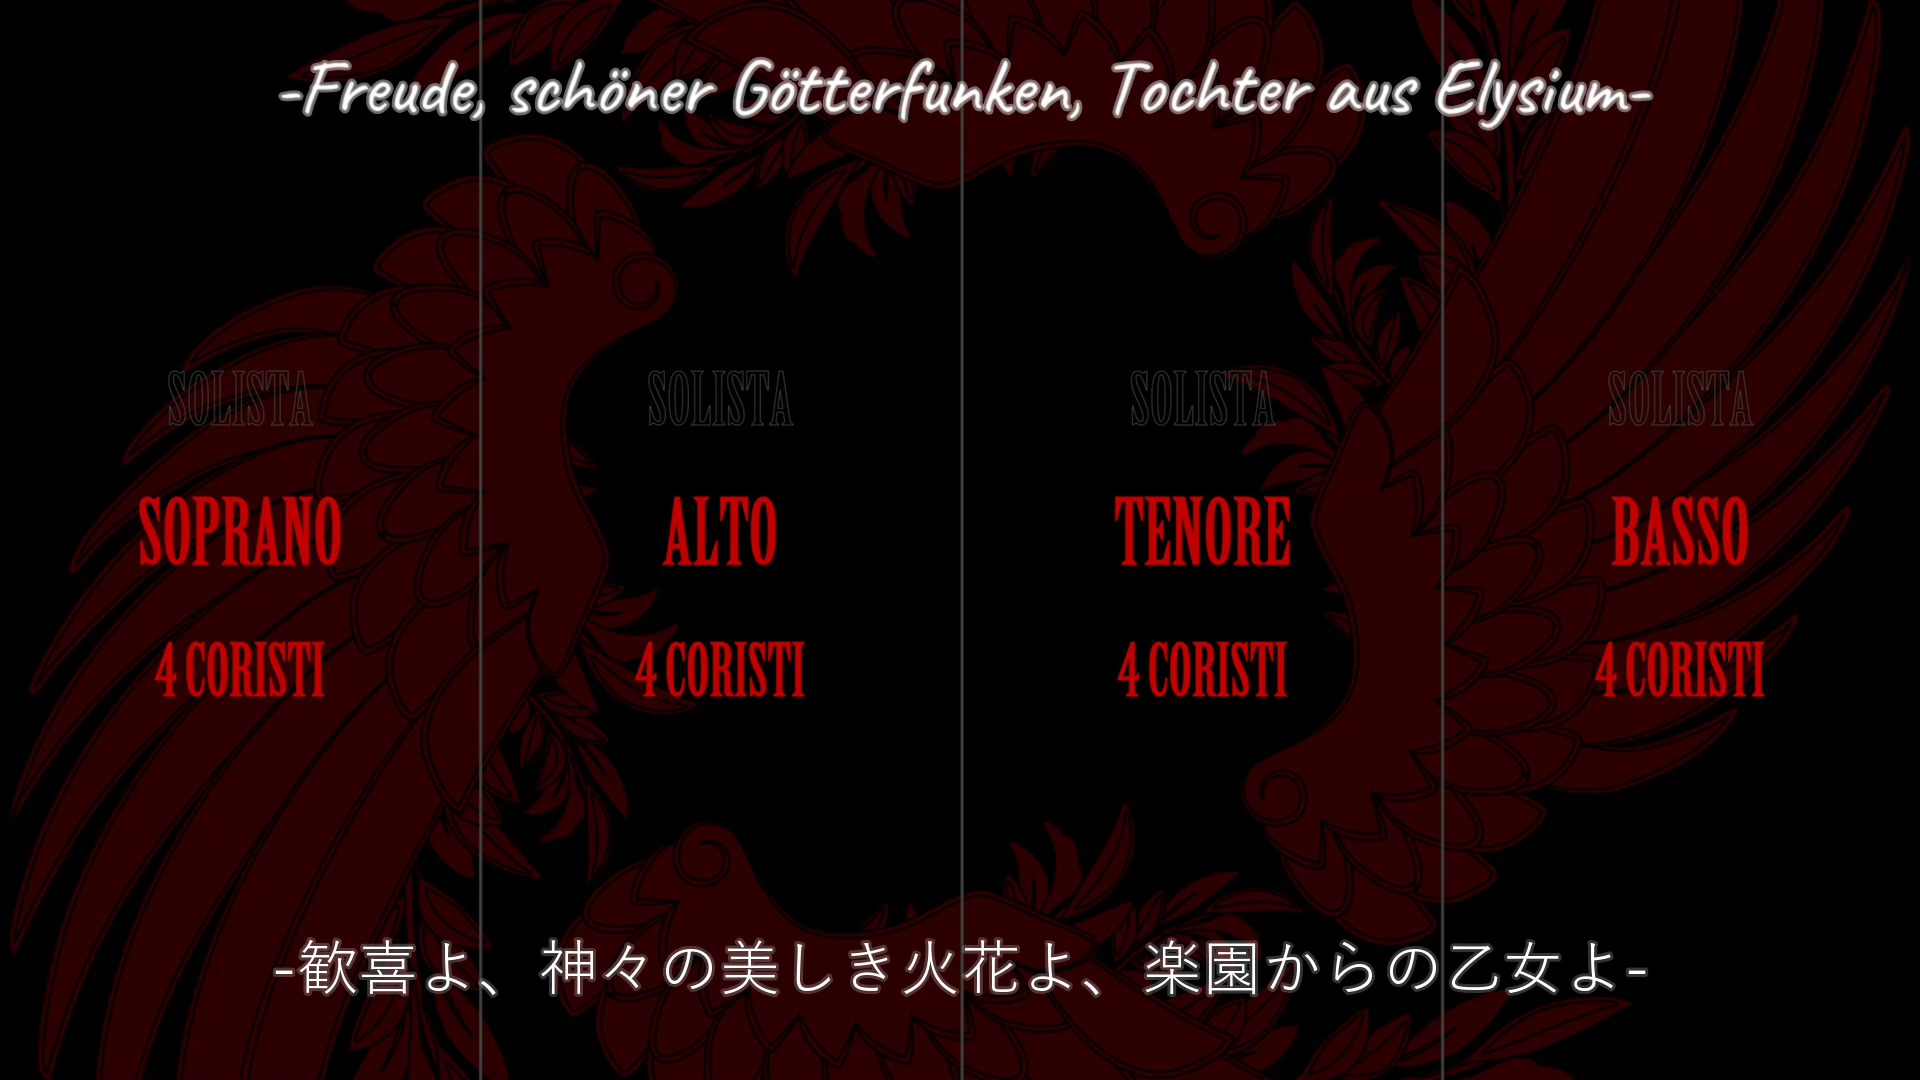 -Freude, schöner Götterfunken, Tochter aus Elysium-
SOLISTA SOLISTA SOLISTA SOLISTA
SOPRANO ALTO TENORE BASSO
4 CORISTI 4 CORISTI 4 CORISTI 4 CORISTI
-歓喜よ、神々の美しき火花よ、楽園からの乙女よ-